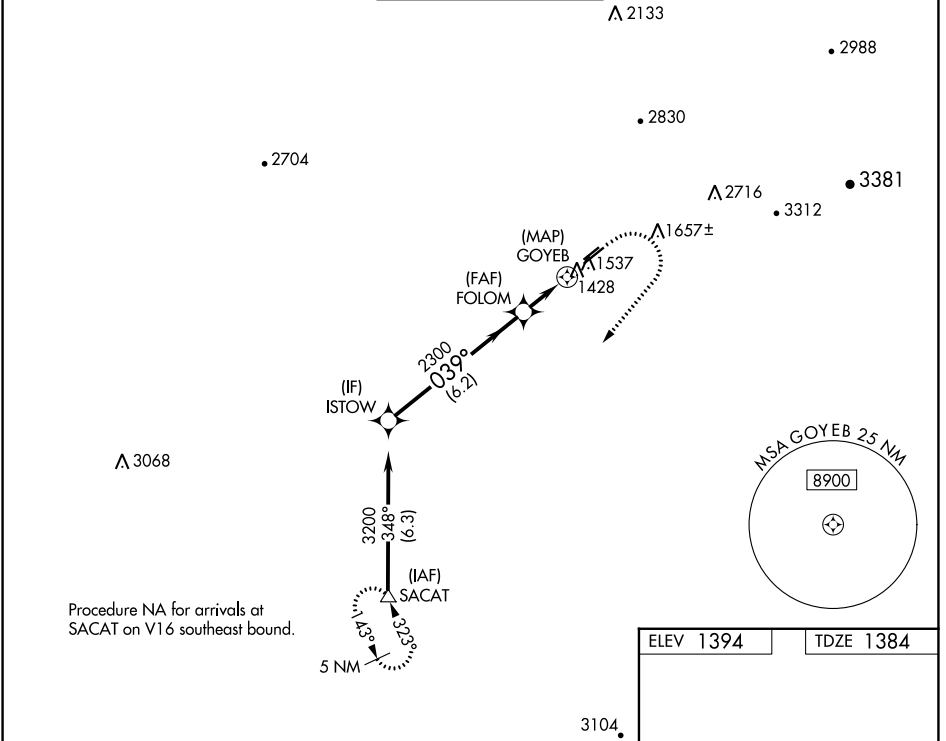 2133
2988
2830
2704
3381
2716
3312
1657±
(MAP)
GOYEB
1537
1428
(FAF)
FOLOM
2300
039°
(6.2)
(IF)
ISTOW
3068
MSA GOYEB 25 NM
8900
3200
348°
(6.3)
(IAF)
SACAT
Procedure NA for arrivals at
SACAT on V16 southeast bound.
143°
323°
5 NM
ELEV 1394
TDZE 1384
3104